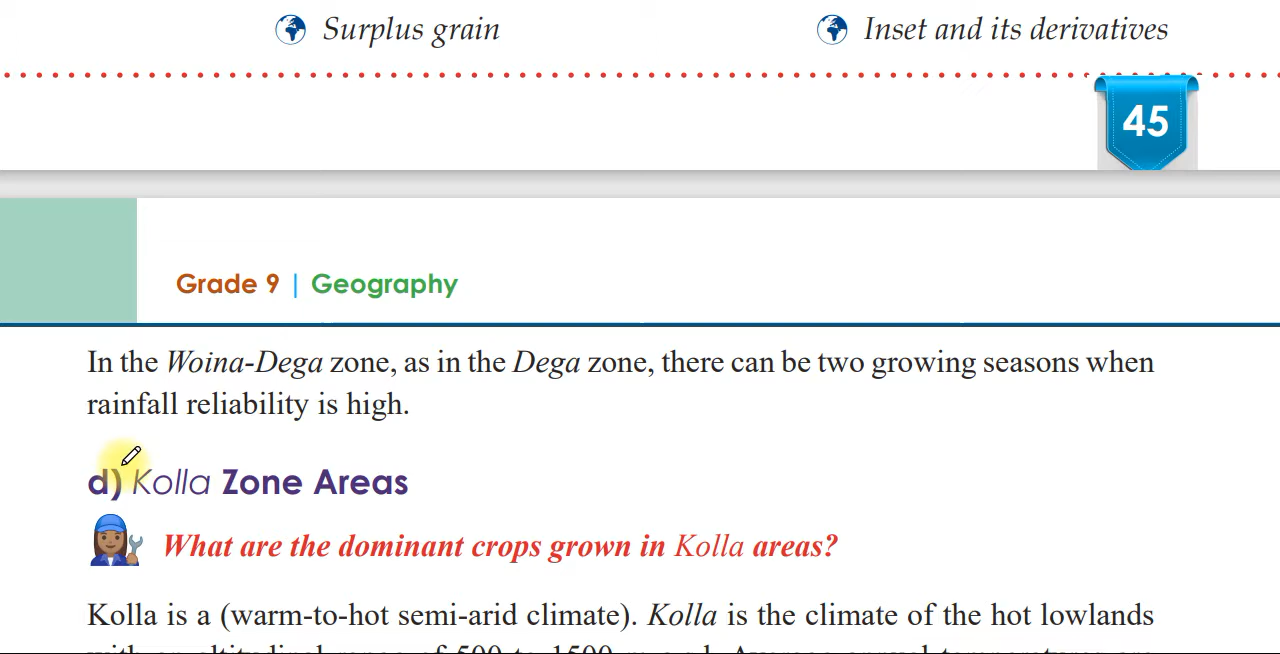 Surplus grain
Inset and its derivatives
45
Grade 9 | Geography
In the Woina-Dega zone, as in the Dega zone, there can be two growing seasons when
rainfall reliability is high.
d) Kolla Zone Areas
What are the dominant crops grown in Kolla areas?
Kolla is a (warm-to-hot semi-arid climate). Kolla is the climate of the hot lowlands